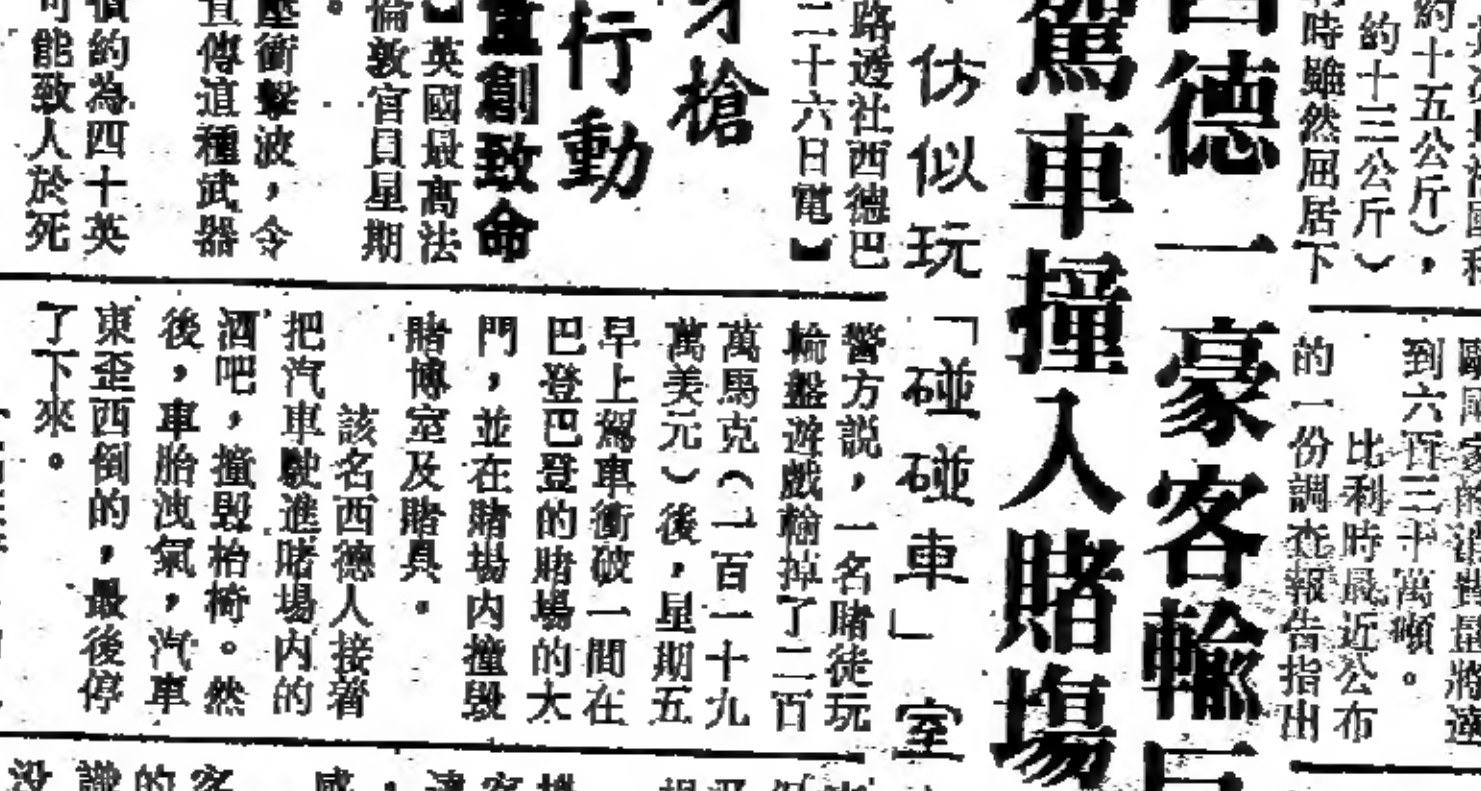 約十五公斤），
約十三公斤）
時雖然屈居下
到六百三十萬噸。
比利時最近公布
的一份調查報告指出
西德一豪客輸
駕車撞入賭場
仿似玩「碰碰車」室
路透社西德巴
二十六日電】
警方説，一名賭徒玩
輪盤遊戲輸掉了二百
萬馬克（一百一十九
萬美元）後，星期五
早上駕車衝破一間在
巴登巴登的賭場的大
門，並在賭場内撞毀
賭博室及賭具。
該名西德人接着
把汽車駛進賭場内的
酒吧，撞毀枱椅。然
後，車胎洩氣，汽車
東歪西倒的，最後停
了下來。
槍
行動
重創致命
】英國最高法
倫敦官員星期
壓衝擊波，令
宣傳這種武器
。
積約為四十英
可能致人於死